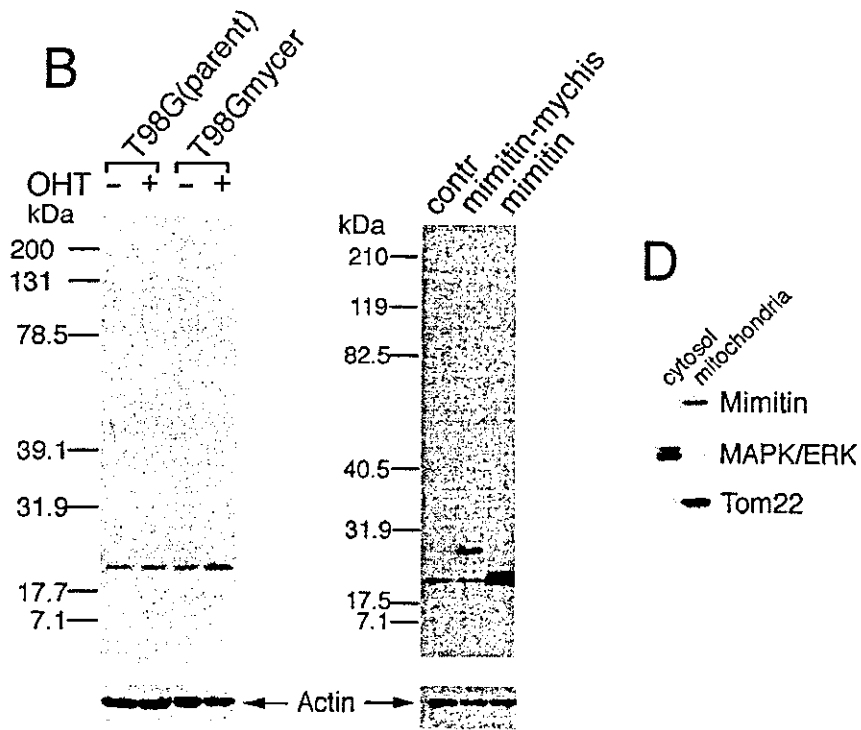 B
T98G(parent)
T98Gmycer
OHT - + - +
kDa
200
131
78.5
39.1
31.9
17.7
7.1
contr
mimitin-mychis
mimitin
kDa
210
119
82.5
40.5
31.9
17.5
7.1
Actin
D
cytosol
mitochondria
Mimitin
MAPK/ERK
Tom22